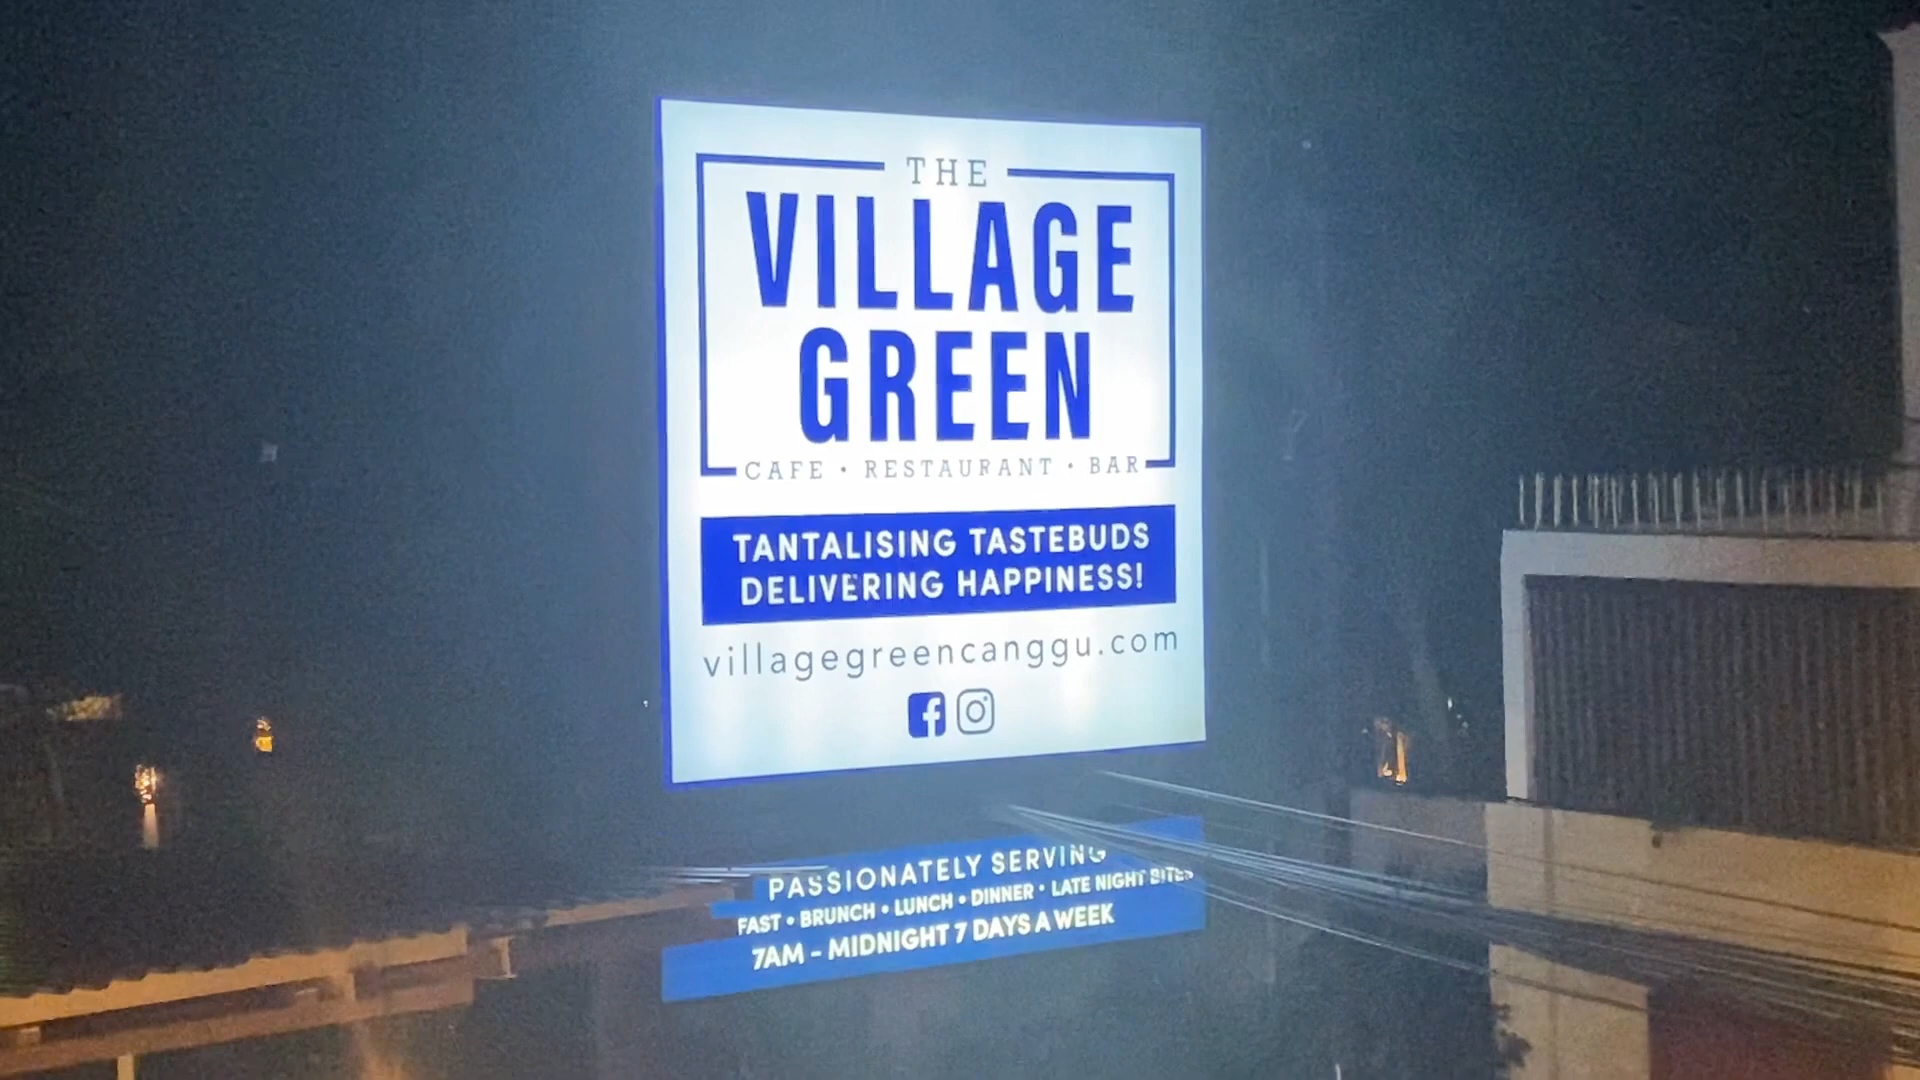 THE
VILLAGE
GREEN
CAFE • RESTAURANT • BAR
TANTALISING TASTEBUDS
DELIVERING HAPPINESS!
villagegreencanggu.com
PASSIONATELY SERVING
FAST • BRUNCH • LUNCH • DINNER • LATE NIGHT BITES
7AM - MIDNIGHT 7 DAYS A WEEK